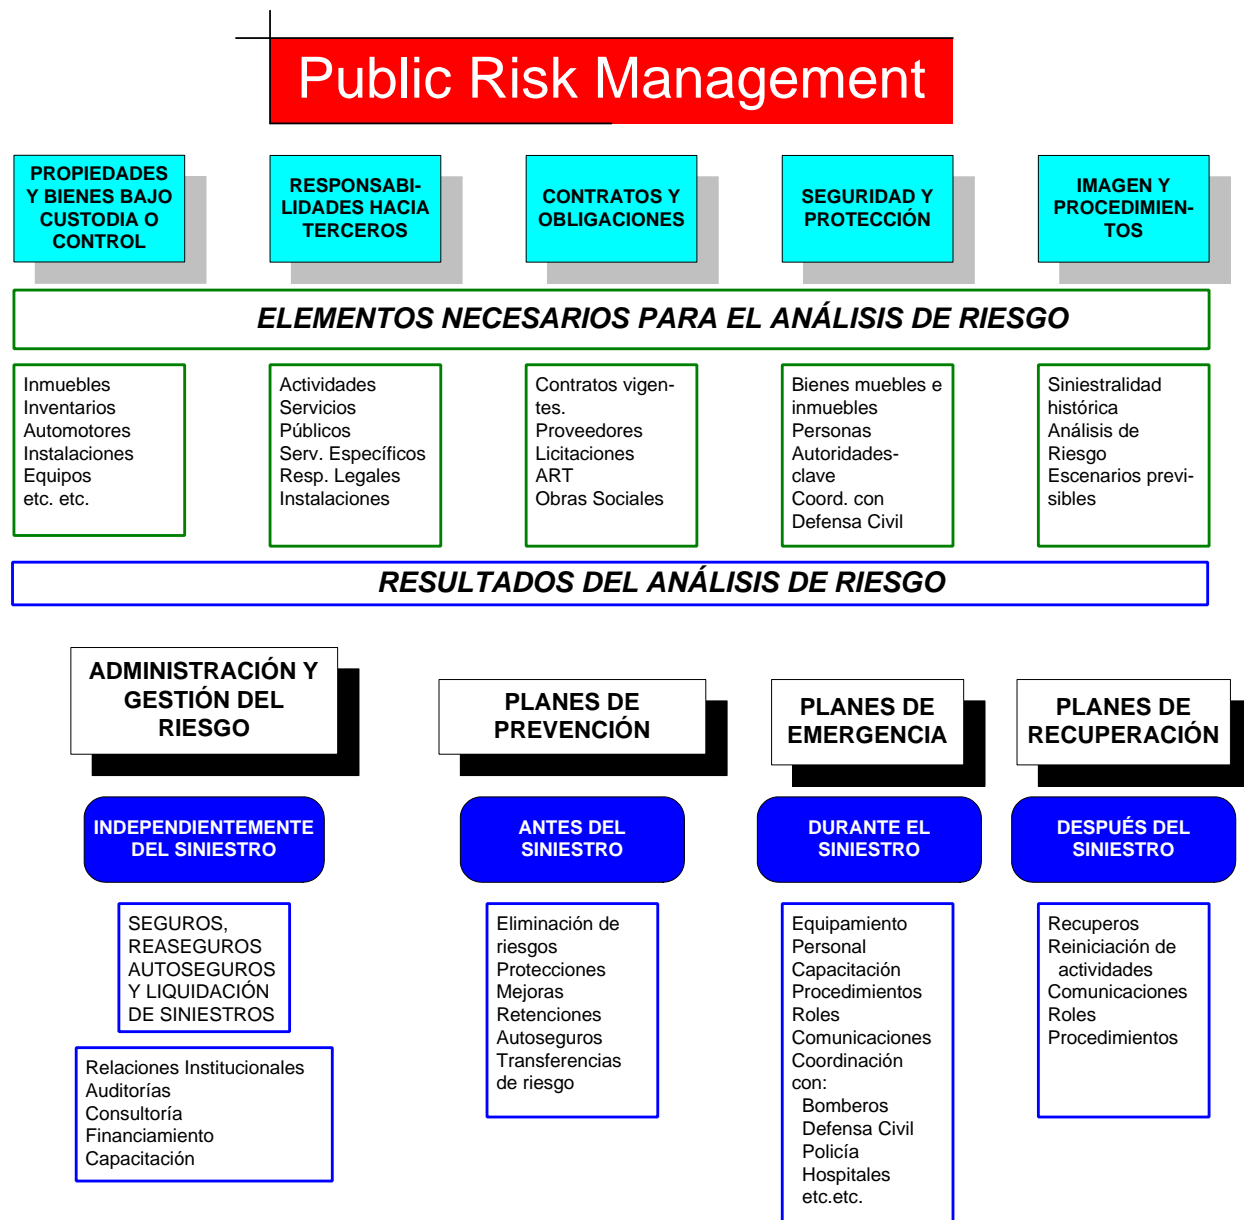 Public Risk Management
PROPIEDADES
Y BIENES BAJO
CUSTODIA O
CONTROL
RESPONSABI-
LIDADES HACIA
TERCEROS
CONTRATOS Y
OBLIGACIONES
SEGURIDAD Y
PROTECCIÓN
IMAGEN Y
PROCEDIMIEN-
TOS
ELEMENTOS NECESARIOS PARA EL ANÁLISIS DE RIESGO
Inmuebles
Inventarios
Automotores
Instalaciones
Equipos
etc. etc.
Actividades
Servicios
Públicos
Serv. Específicos
Resp. Legales
Instalaciones
Contratos vigen-
tes.
Proveedores
Licitaciones
ART
Obras Sociales
Bienes muebles e
inmuebles
Personas
Autoridades-
clave
Coord. con
Defensa Civil
Siniestralidad
histórica
Análisis de
Riesgo
Escenarios previ-
sibles
RESULTADOS DEL ANÁLISIS DE RIESGO
ADMINISTRACIÓN Y
GESTIÓN DEL
RIESGO
PLANES DE
PREVENCIÓN
PLANES DE
EMERGENCIA
PLANES DE
RECUPERACIÓN
INDEPENDIENTEMENTE
DEL SINIESTRO
ANTES DEL
SINIESTRO
DURANTE EL
SINIESTRO
DESPUÉS DEL
SINIESTRO
SEGUROS,
REASEGUROS
AUTOSEGUROS
Y LIQUIDACIÓN
DE SINIESTROS
Relaciones Institucionales
Auditorías
Consultoría
Financiamiento
Capacitación
Eliminación de
riesgos
Protecciones
Mejoras
Retenciones
Autoseguros
Transferencias
de riesgo
Equipamiento
Personal
Capacitación
Procedimientos
Roles
Comunicaciones
Coordinación
con:
Bomberos
Defensa Civil
Policía
Hospitales
etc.etc.
Recuperos
Reiniciación de
actividades
Comunicaciones
Roles
Procedimientos